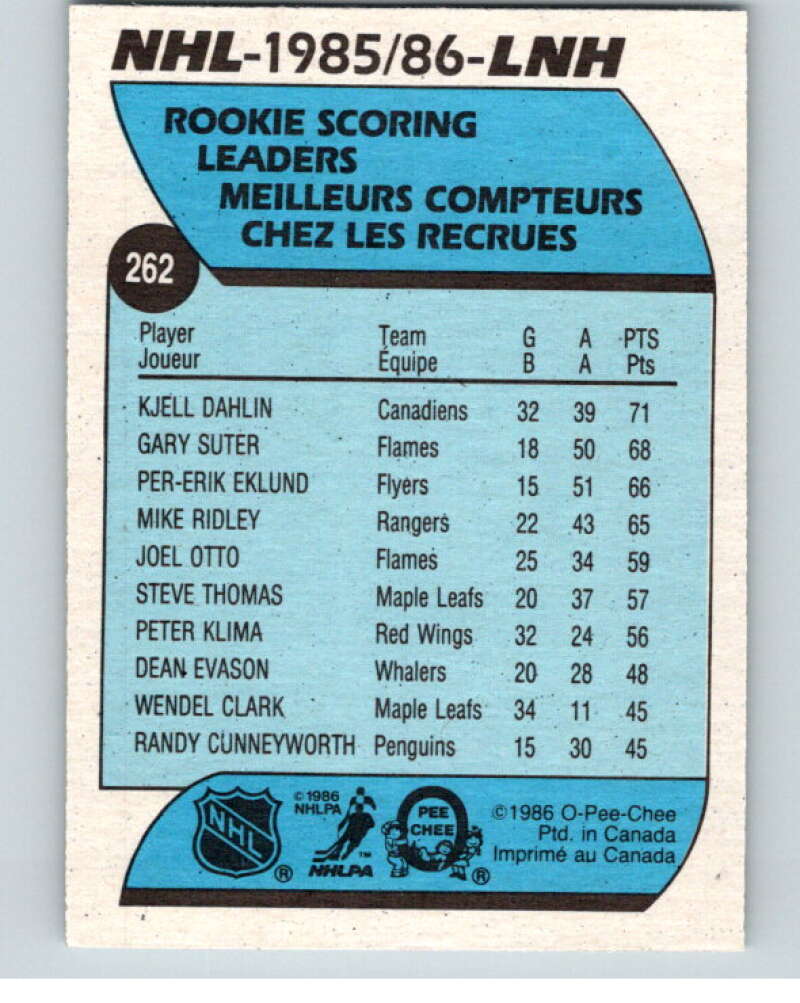 NHL-1985/86-LNH
ROOKIE SCORING
LEADERS
MEILLEURS COMPTEURS
CHEZ LES RECRUES
262
Player Team G A PTS
Joueur Équipe B A Pts
KJELL DAHLIN Canadiens 32 39 71
GARY SUTER Flames 18 50 68
PER-ERIK EKLUND Flyers 15 51 66
MIKE RIDLEY Rangers 22 43 65
JOEL OTTO Flames 25 34 59
STEVE THOMAS Maple Leafs 20 37 57
PETER KLIMA Red Wings 32 24 56
DEAN EVASON Whalers 20 28 48
WENDEL CLARK Maple Leafs 34 11 45
RANDY CUNNEYWORTH Penguins 15 30 45
NHL ®
© 1986
NHLPA
™
NHLPA
O PEE
CHEE ®
©1986 O-Pee-Chee
Ptd. in Canada
Imprimé au Canada